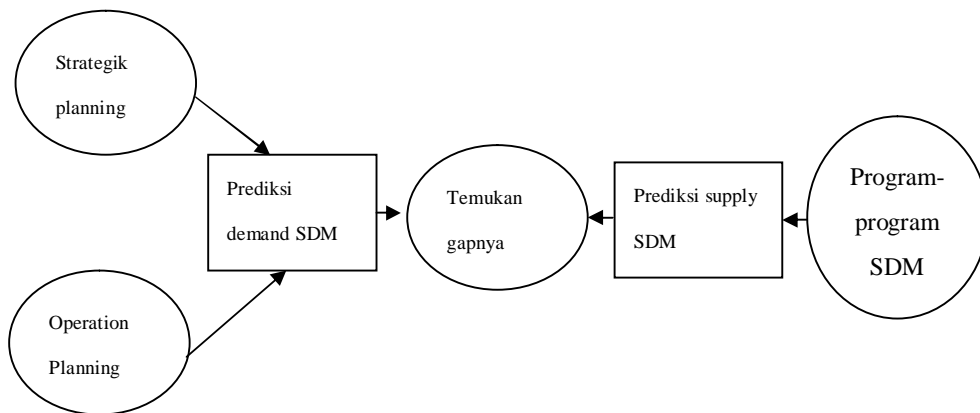 Strategik
planning
Prediksi
demand SDM
Temukan
gapnya
Prediksi supply
SDM
Program-
program
SDM
Operation
Planning